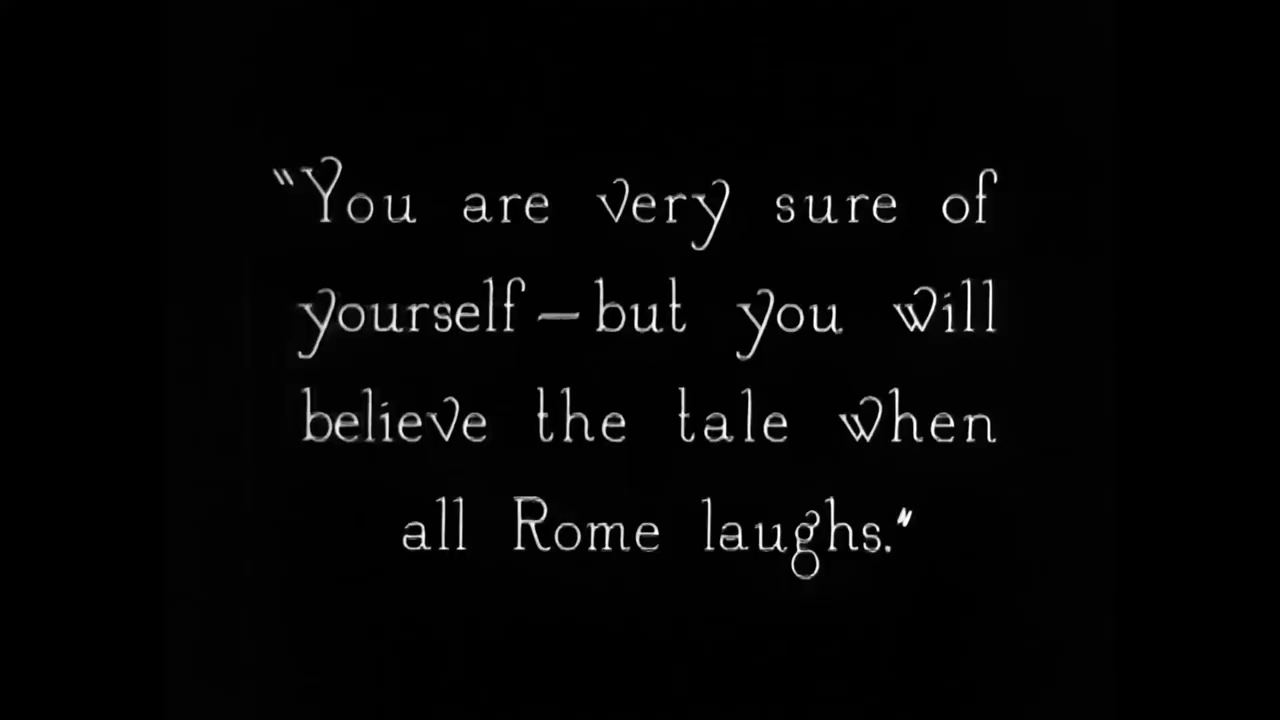 "You are very sure of
yourself — but you will
believe the tale when
all Rome laughs."